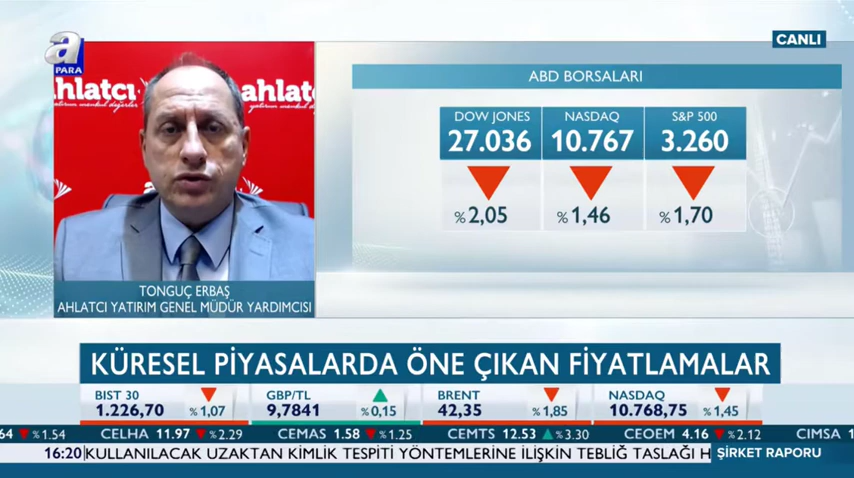 a
PARA
CANLI
ahlatcı
ahlatcı
ABD BORSALARI
DOW JONES NASDAQ S&P 500
27.036 10.767 3.260
%2,05 %1,46 %1,70
TONGUÇ ERBAŞ
AHLATCI YATIRIM GENEL MÜDÜR YARDIMCISI
KÜRESEL PİYASALARDA ÖNE ÇIKAN FİYATLAMALAR
BIST 30 GBP/TL BRENT NASDAQ
1.226,70 %1,07 9,7841 %0,15 42,35 %1,85 10.768,75 %1,45
64 %1.54 CELHA 11.97 %2.29 CEMAS 1.58 %1.25 CEMTS 12.53 %3.30 CEOEM 4.16 %2.12 CIMSA 1
16:20 KULLANILACAK UZAKTAN KİMLİK TESPİTİ YÖNTEMLERİNE İLİŞKİN TEBLİĞ TASLAĞI H ŞİRKET RAPORU